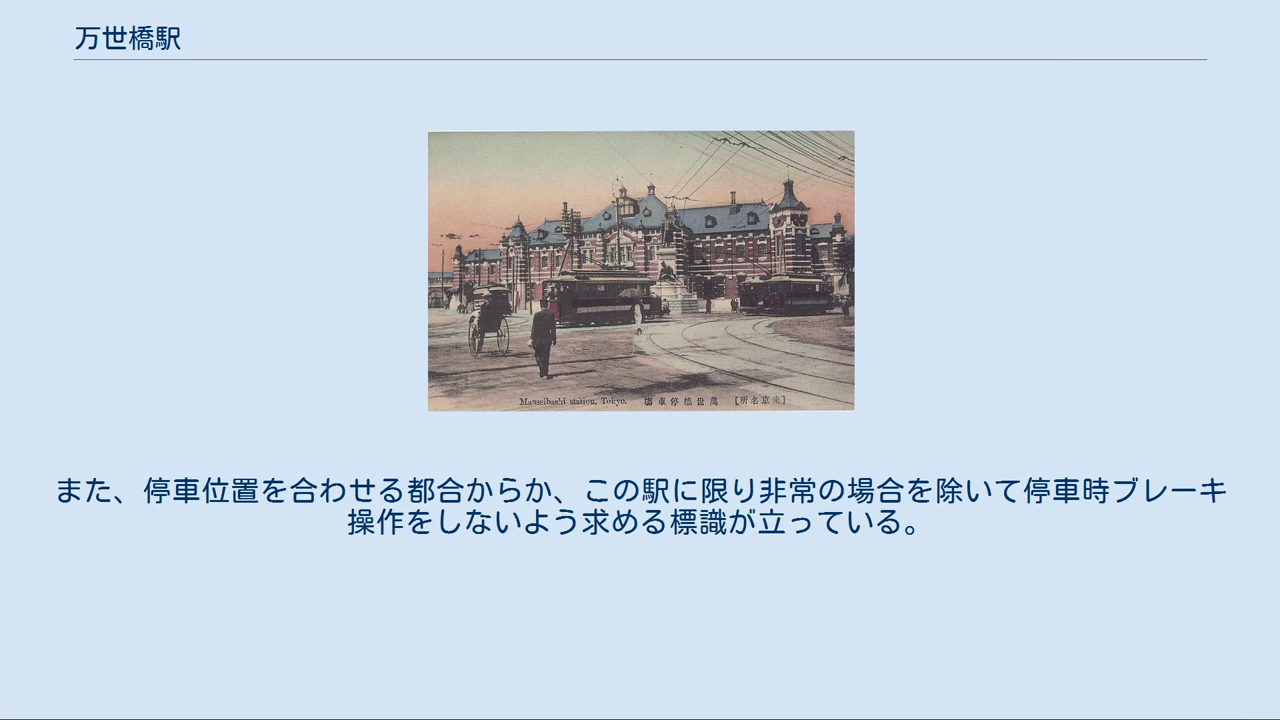 万世橋駅
Manseibashi station, Tokyo. 場車停橋世萬 【東京名所】
また、停車位置を合わせる都合からか、この駅に限り非常の場合を除いて停車時ブレーキ
操作をしないよう求める標識が立っている。